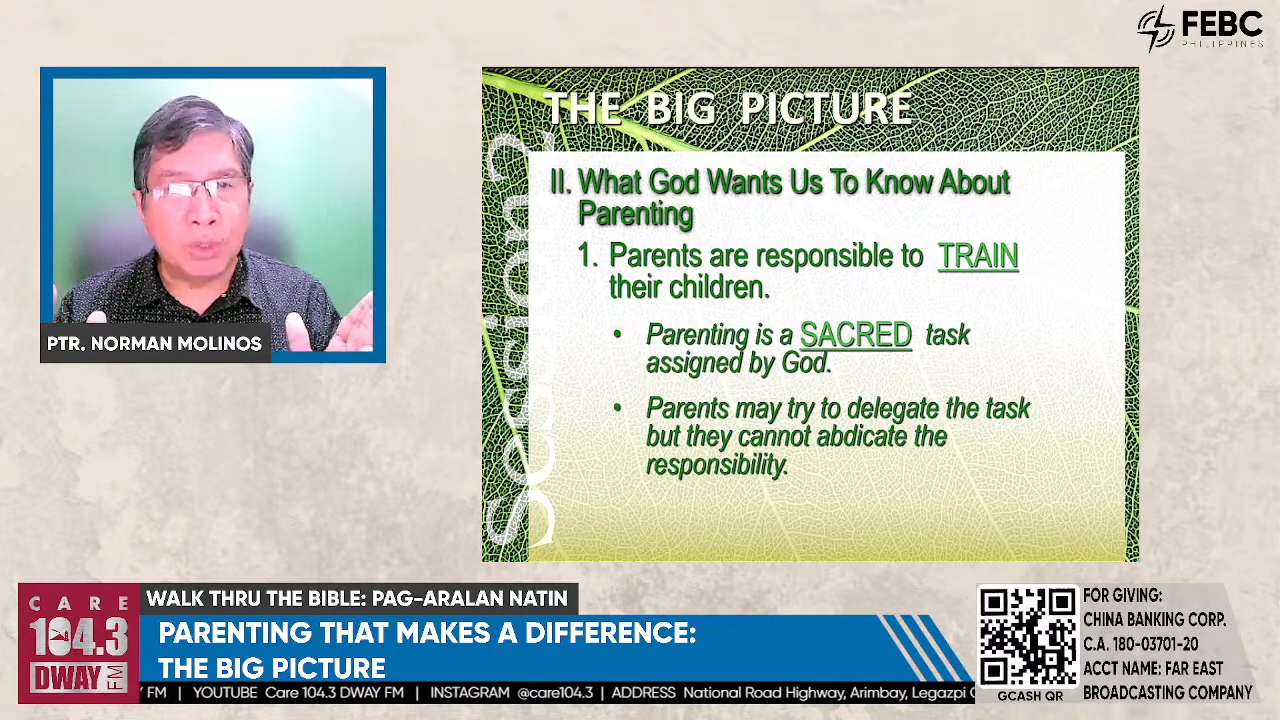 FEBC
PHILIPPINES
PTR. NORMAN MOLINOS
THE BIG PICTURE
Session 2
II. What God Wants Us To Know About
Parenting
1. Parents are responsible to TRAIN
their children.
• Parenting is a SACRED task
assigned by God.
• Parents may try to delegate the task
but they cannot abdicate the
responsibility.
CARE
104.3
DWAY FM
WALK THRU THE BIBLE: PAG-ARALAN NATIN
PARENTING THAT MAKES A DIFFERENCE:
THE BIG PICTURE
FM | YOUTUBE Care 104.3 DWAY FM | INSTAGRAM @care104.3 | ADDRESS National Road Highway, Arimbay, Legazpi
GCASH QR
FOR GIVING:
CHINA BANKING CORP.
C.A. 180-03701-20
ACCT NAME: FAR EAST
BROADCASTING COMPANY